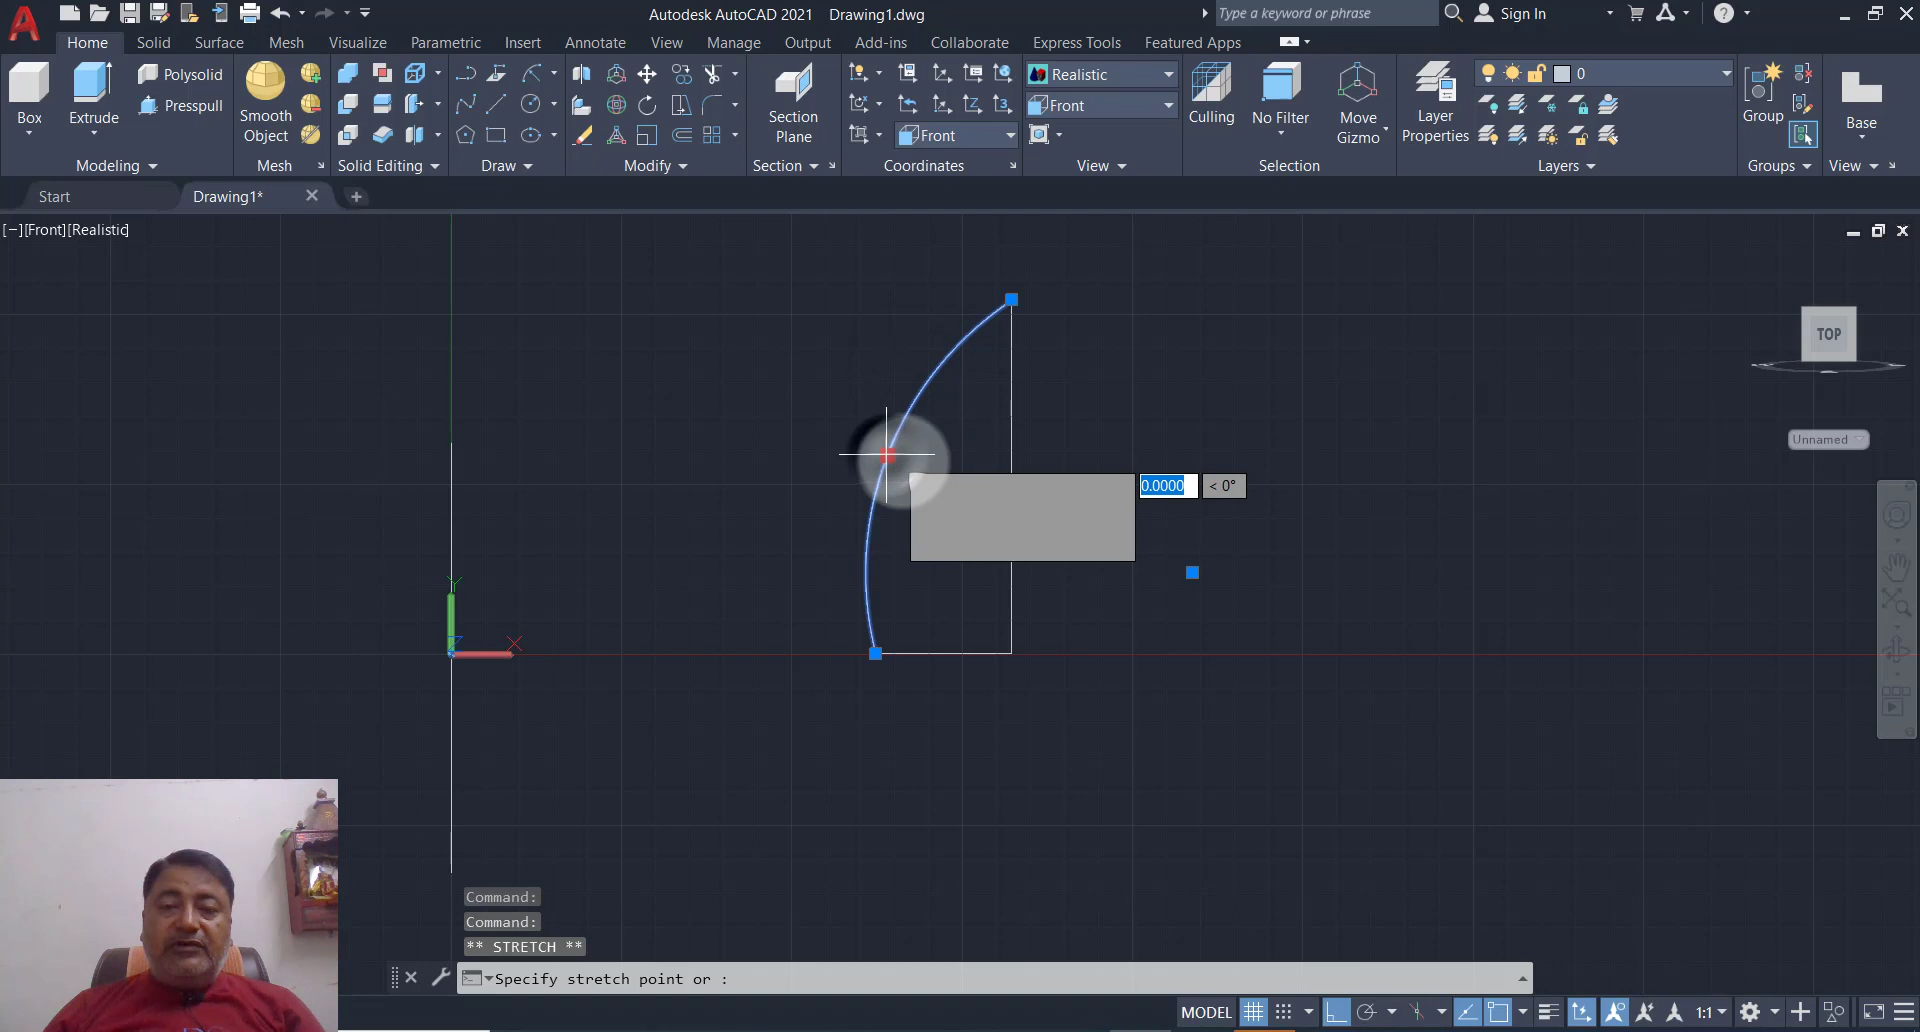 Autodesk AutoCAD 2021 Drawing1.dwg
Type a keyword or phrase
Sign In
Home Solid Surface Mesh Visualize Parametric Insert Annotate View Manage Output Add-ins Collaborate Express Tools Featured Apps
Box
Extrude
Polysolid
Presspull
Smooth
Object
Section
Plane
Front
Realistic
Front
Culling
No Filter
Move
Gizmo
Layer
Properties
0
Group
Base
Modeling Mesh Solid Editing Draw Modify Section Coordinates View Selection Layers Groups View
Start
Drawing1*
[−][Front][Realistic]
TOP
Unnamed
0.0000
< 0°
Y
X
Command:
Command:
** STRETCH **
Specify stretch point or :
MODEL
1:1